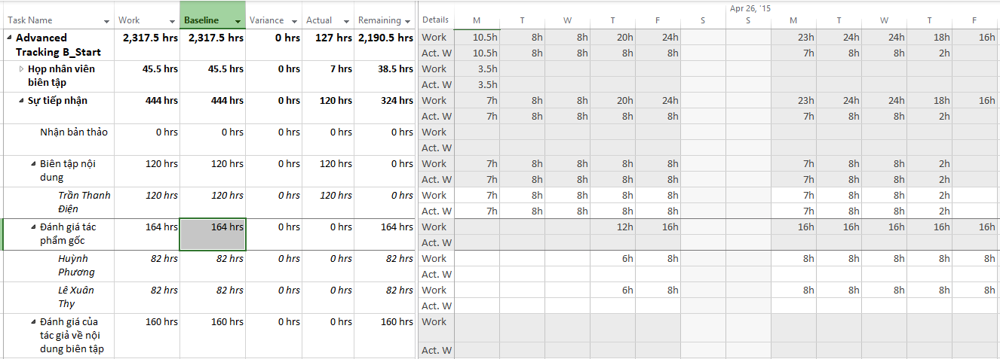 Apr 26, '15
Task Name Work Baseline Variance Actual Remaining Details M T W T F S S M T W T F
Advanced 2,317.5 hrs 2,317.5 hrs 0 hrs 127 hrs 2,190.5 hrs Work 10.5h 8h 8h 20h 24h 23h 24h 24h 18h 16h
Tracking B_Start Act. W 10.5h 8h 8h 8h 8h 7h 8h 8h 2h
Họp nhân viên 45.5 hrs 45.5 hrs 0 hrs 7 hrs 38.5 hrs Work 3.5h
biên tập Act. W 3.5h
Sự tiếp nhận 444 hrs 444 hrs 0 hrs 120 hrs 324 hrs Work 7h 8h 8h 20h 24h 23h 24h 24h 18h 16h
Act. W 7h 8h 8h 8h 8h 7h 8h 8h 2h
Nhận bản thảo 0 hrs 0 hrs 0 hrs 0 hrs 0 hrs Work
Act. W
Biên tập nội 120 hrs 120 hrs 0 hrs 120 hrs 0 hrs Work 7h 8h 8h 8h 8h 7h 8h 8h 2h
dung Act. W 7h 8h 8h 8h 8h 7h 8h 8h 2h
Trần Thanh 120 hrs 120 hrs 0 hrs 120 hrs 0 hrs Work 7h 8h 8h 8h 8h 7h 8h 8h 2h
Điện Act. W 7h 8h 8h 8h 8h 7h 8h 8h 2h
Đánh giá tác 164 hrs 164 hrs 0 hrs 0 hrs 164 hrs Work 12h 16h 16h 16h 16h 16h 16h
phẩm gốc Act. W
Huỳnh 82 hrs 82 hrs 0 hrs 0 hrs 82 hrs Work 6h 8h 8h 8h 8h 8h 8h
Phương Act. W
Lê Xuân 82 hrs 82 hrs 0 hrs 0 hrs 82 hrs Work 6h 8h 8h 8h 8h 8h 8h
Thy Act. W
Đánh giá của 160 hrs 160 hrs 0 hrs 0 hrs 160 hrs Work
tác giả về nội
dung biên tập Act. W